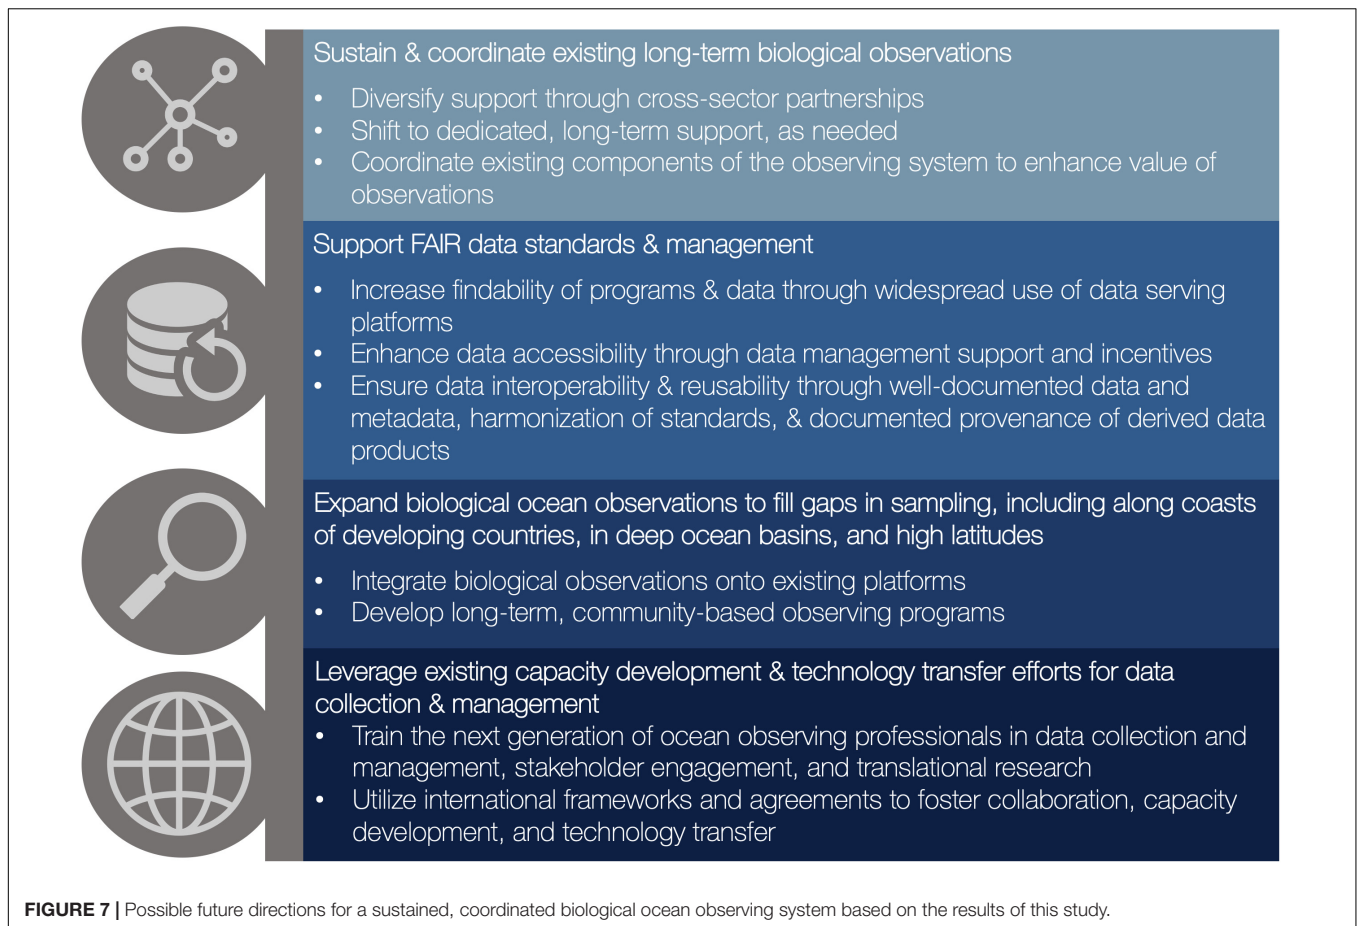 Sustain & coordinate existing long-term biological observations
• Diversify support through cross-sector partnerships
• Shift to dedicated, long-term support, as needed
• Coordinate existing components of the observing system to enhance value of
observations
Support FAIR data standards & management
• Increase findability of programs & data through widespread use of data serving
platforms
• Enhance data accessibility through data management support and incentives
• Ensure data interoperability & reusability through well-documented data and
metadata, harmonization of standards, & documented provenance of derived data
products
Expand biological ocean observations to fill gaps in sampling, including along coasts
of developing countries, in deep ocean basins, and high latitudes
• Integrate biological observations onto existing platforms
• Develop long-term, community-based observing programs
Leverage existing capacity development & technology transfer efforts for data
collection & management
• Train the next generation of ocean observing professionals in data collection and
management, stakeholder engagement, and translational research
• Utilize international frameworks and agreements to foster collaboration, capacity
development, and technology transfer
FIGURE 7 | Possible future directions for a sustained, coordinated biological ocean observing system based on the results of this study.